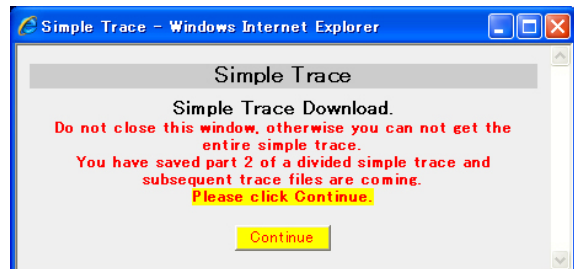 Simple Trace - Windows Internet Explorer
Simple Trace
Simple Trace Download.
Do not close this window, otherwise you can not get the
entire simple trace.
You have saved part 2 of a divided simple trace and
subsequent trace files are coming.
Please click Continue.
Continue